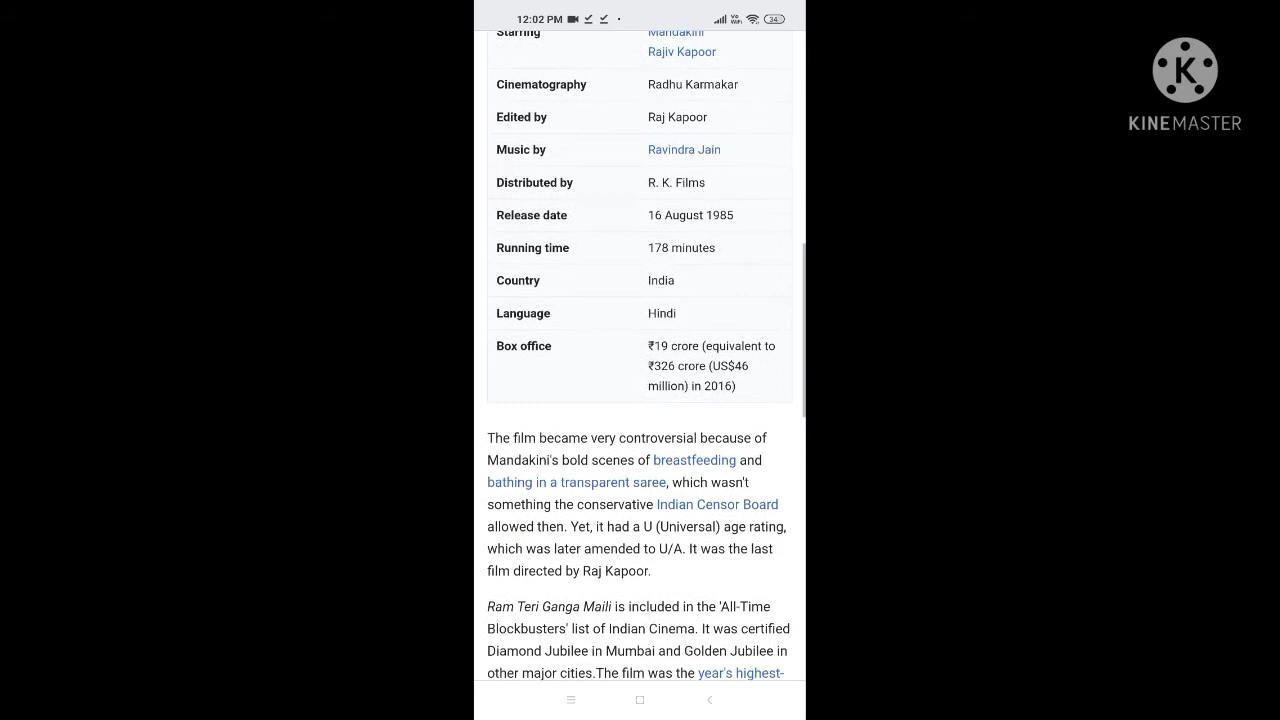 12:02 PM
Vo
WiFi
34
Starring Mandakini
Rajiv Kapoor
Cinematography Radhu Karmakar
Edited by Raj Kapoor
Music by Ravindra Jain
Distributed by R. K. Films
Release date 16 August 1985
Running time 178 minutes
Country India
Language Hindi
Box office ₹19 crore (equivalent to
₹326 crore (US$46
million) in 2016)
The film became very controversial because of
Mandakini's bold scenes of breastfeeding and
bathing in a transparent saree, which wasn't
something the conservative Indian Censor Board
allowed then. Yet, it had a U (Universal) age rating,
which was later amended to U/A. It was the last
film directed by Raj Kapoor.
Ram Teri Ganga Maili is included in the 'All-Time
Blockbusters' list of Indian Cinema. It was certified
Diamond Jubilee in Mumbai and Golden Jubilee in
other major cities.The film was the year's highest-
K
KINEMASTER